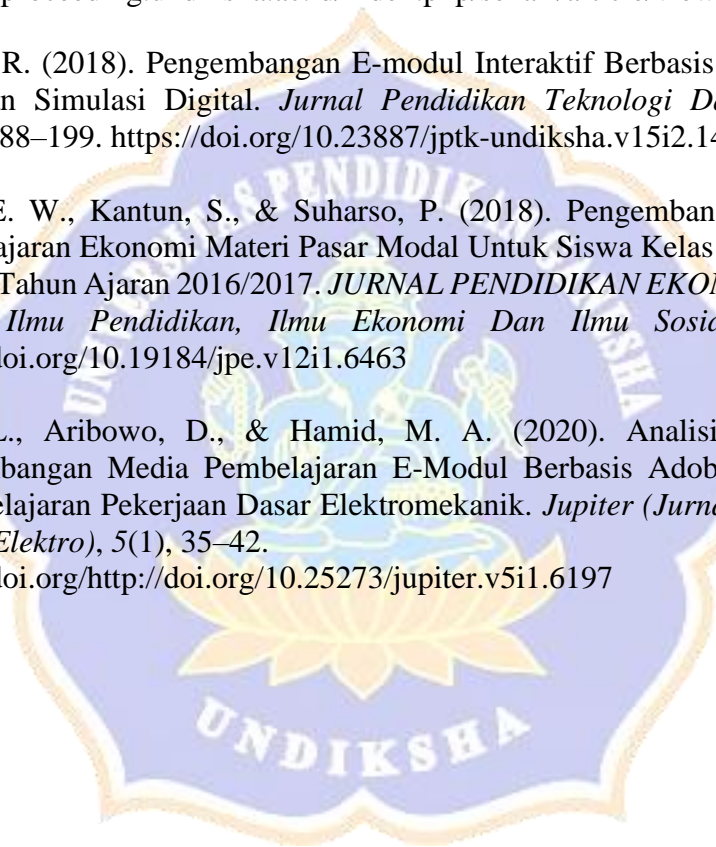 R. (2018). Pengembangan E-modul Interaktif Berbasis
n Simulasi Digital. Jurnal Pendidikan Teknologi D
88–199. https://doi.org/10.23887/jptk-undiksha.v15i2.14
E. W., Kantun, S., & Suharso, P. (2018). Pengemban
ajaran Ekonomi Materi Pasar Modal Untuk Siswa Kelas
Tahun Ajaran 2016/2017. JURNAL PENDIDIKAN EKON
Ilmu Pendidikan, Ilmu Ekonomi Dan Ilmu Sosia
doi.org/10.19184/jpe.v12i1.6463
L., Aribowo, D., & Hamid, M. A. (2020). Analisi
bangan Media Pembelajaran E-Modul Berbasis Adob
elajaran Pekerjaan Dasar Elektromekanik. Jupiter (Jurna
Elektro), 5(1), 35–42.
doi.org/http://doi.org/10.25273/jupiter.v5i1.6197
UNIVERSITAS PENDIDIKAN GANESHA
UNDIKSHA